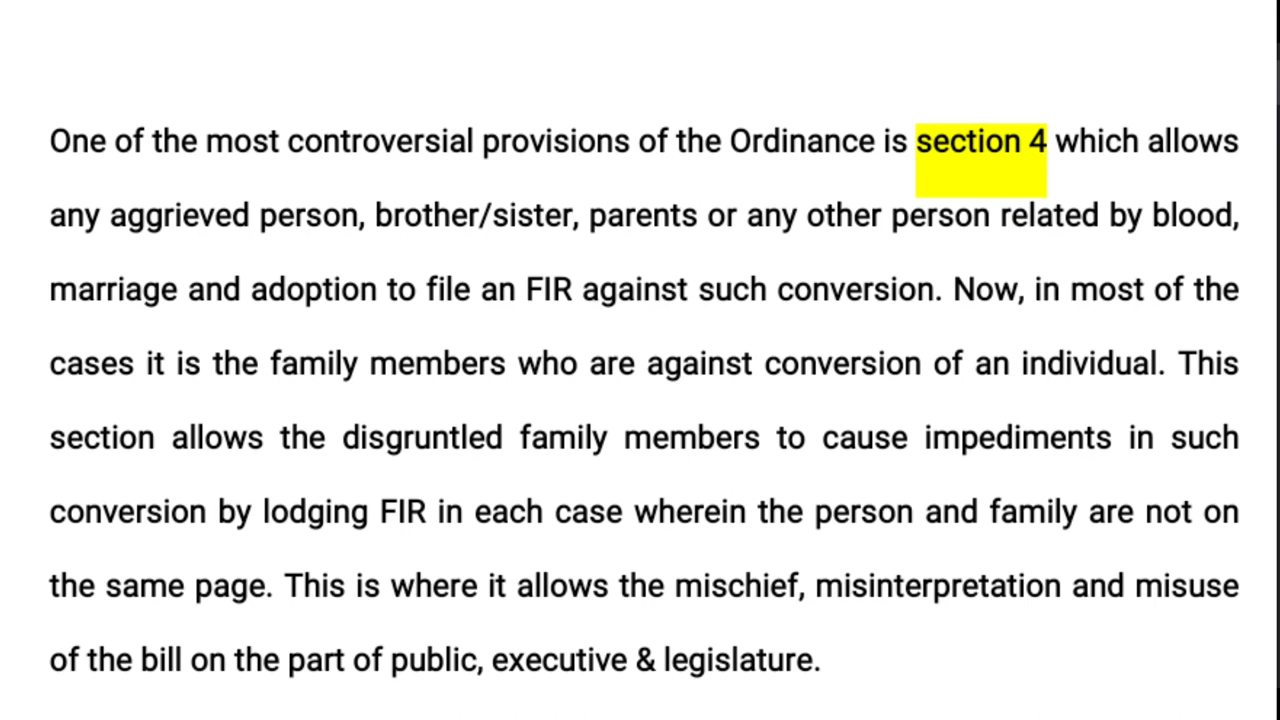 One of the most controversial provisions of the Ordinance is section 4 which allows
any aggrieved person, brother/sister, parents or any other person related by blood,
marriage and adoption to file an FIR against such conversion. Now, in most of the
cases it is the family members who are against conversion of an individual. This
section allows the disgruntled family members to cause impediments in such
conversion by lodging FIR in each case wherein the person and family are not on
the same page. This is where it allows the mischief, misinterpretation and misuse
of the bill on the part of public, executive & legislature.